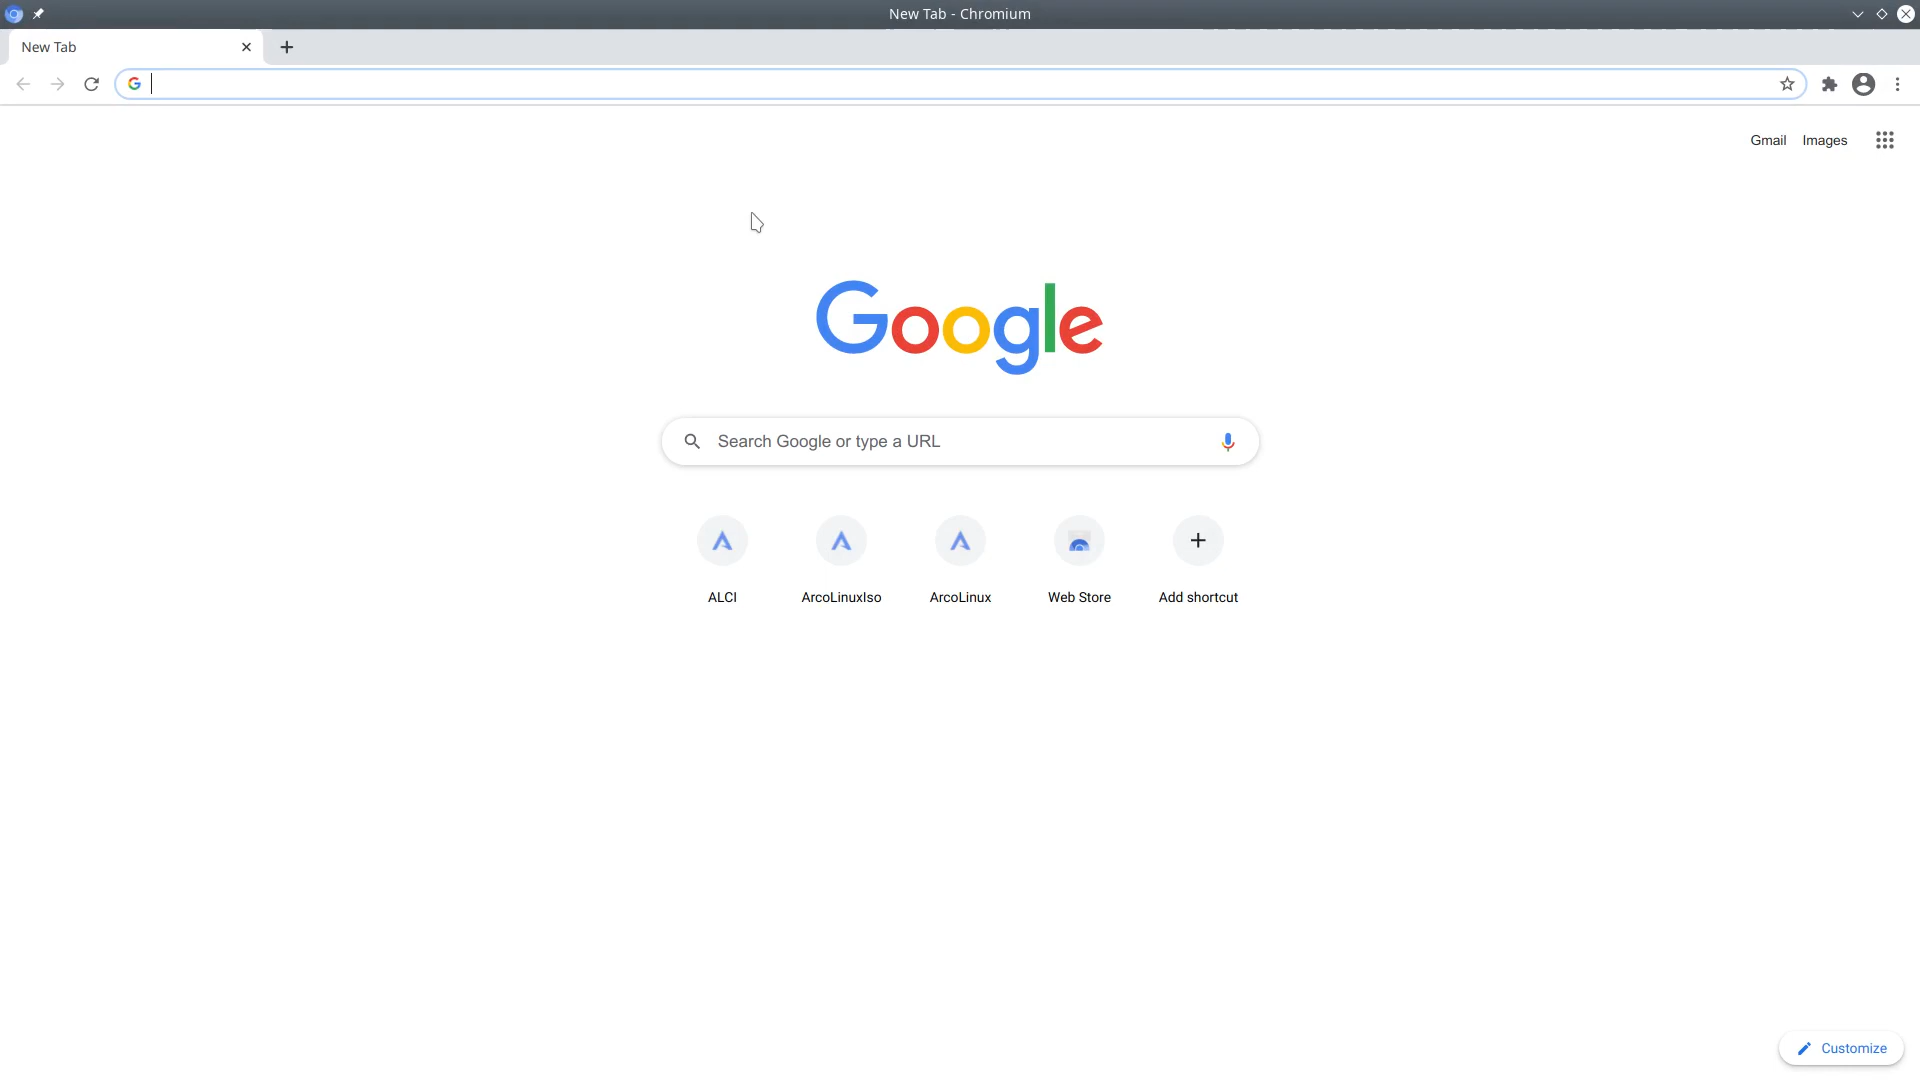 New Tab - Chromium
New Tab
Gmail Images
Google
Search Google or type a URL
ALCI ArcoLinuxIso ArcoLinux Web Store Add shortcut
Customize